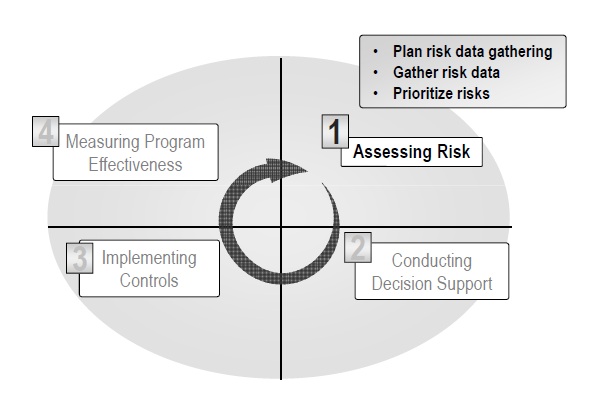 • Plan risk data gathering
• Gather risk data
• Prioritize risks
1
Assessing Risk
2
Conducting
Decision Support
3
Implementing
Controls
4
Measuring Program
Effectiveness